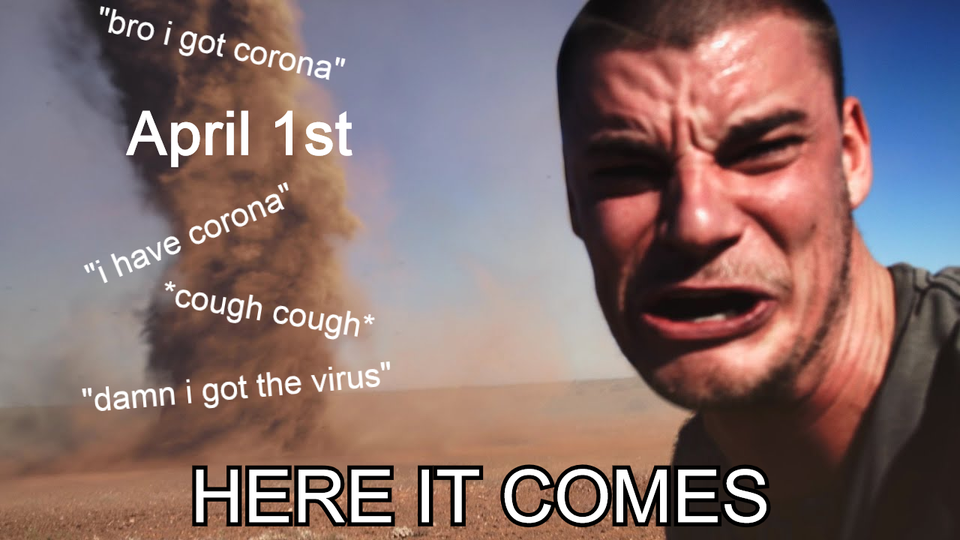 "bro i got corona"
April 1st
"i have corona"
*cough cough*
"damn i got the virus"
HERE IT COMES